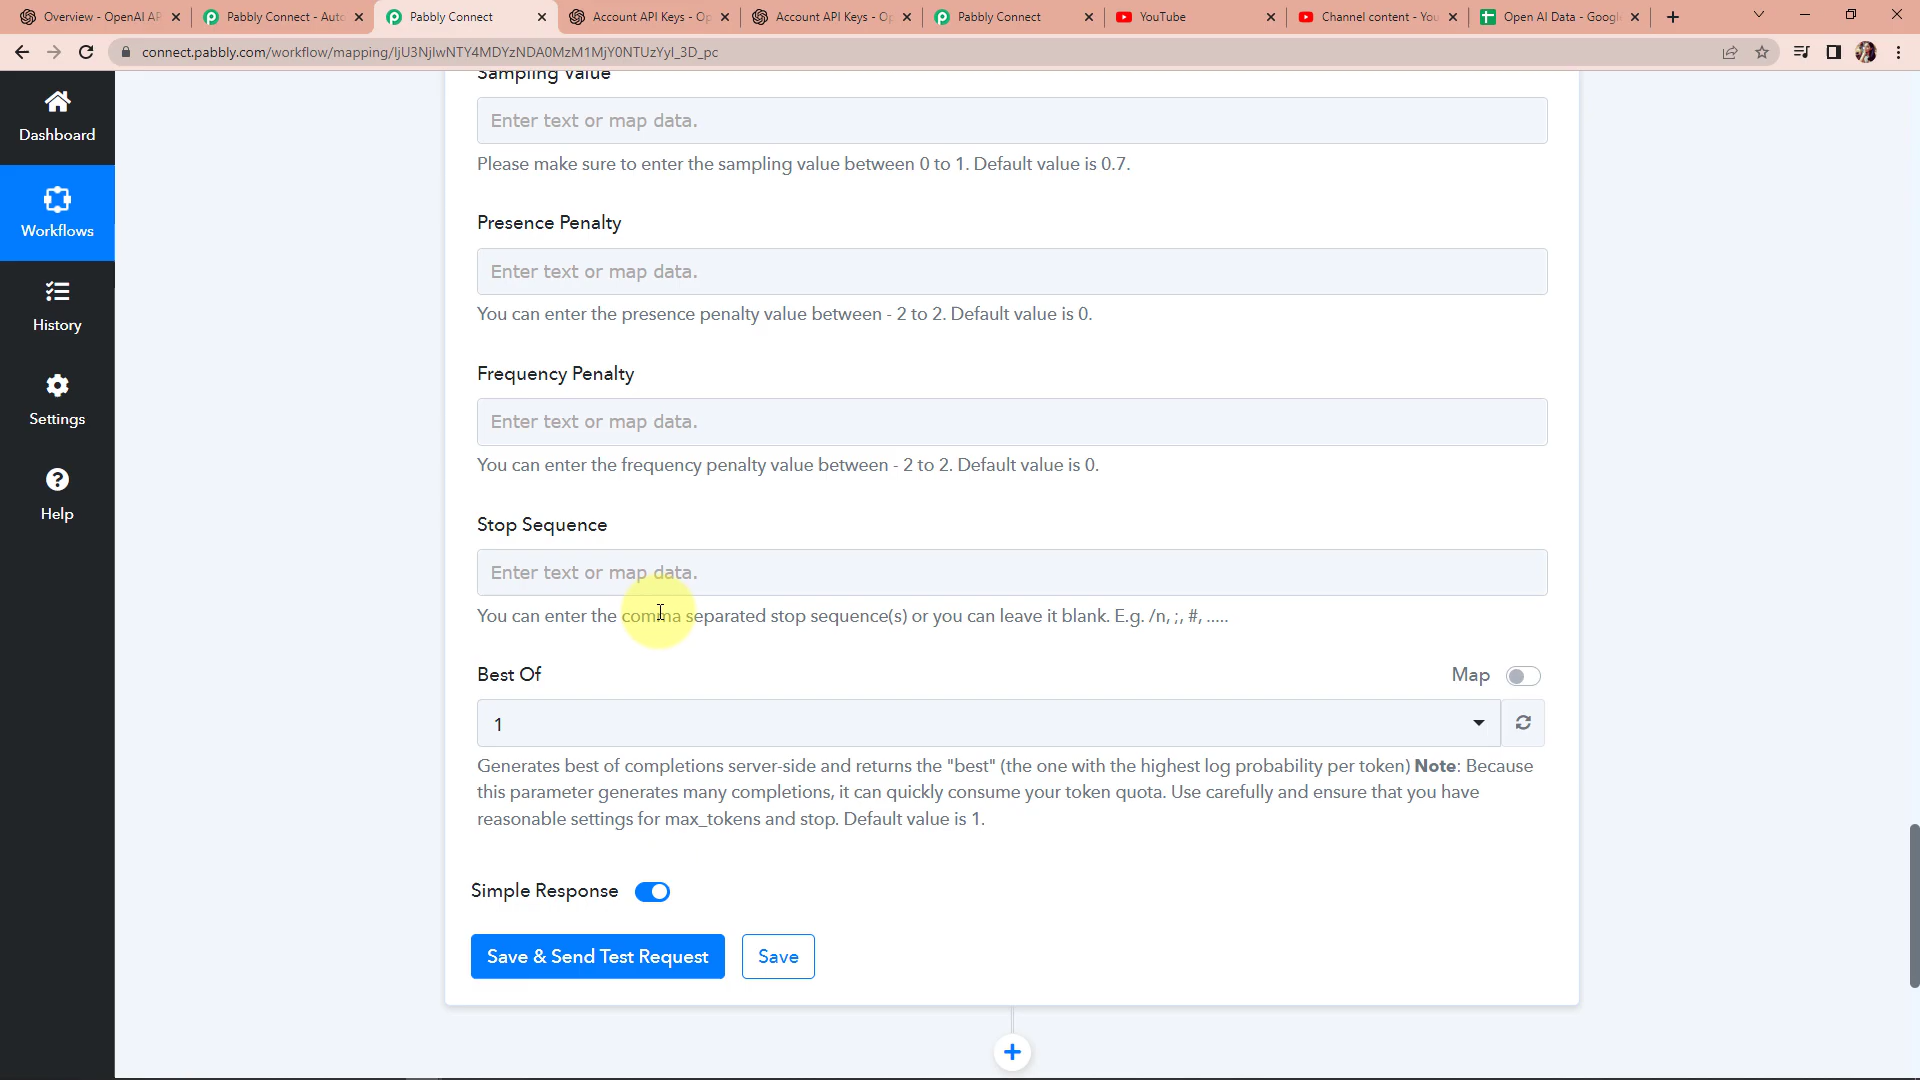 Overview - OpenAI AP
Pabbly Connect - Auto
Pabbly Connect
Account API Keys - Op
Account API Keys - Op
Pabbly Connect
YouTube
Channel content - You
Open AI Data - Google
connect.pabbly.com/workflow/mapping/IjU3NjIwNTY4MDYzNDA0MzM1MjY0NTUzYyI_3D_pc
Dashboard
Workflows
History
Settings
Help
Sampling Value
Enter text or map data.
Please make sure to enter the sampling value between 0 to 1. Default value is 0.7.
Presence Penalty
Enter text or map data.
You can enter the presence penalty value between - 2 to 2. Default value is 0.
Frequency Penalty
Enter text or map data.
You can enter the frequency penalty value between - 2 to 2. Default value is 0.
Stop Sequence
Enter text or map data.
You can enter the comma separated stop sequence(s) or you can leave it blank. E.g. /n, ;, #, .....
Best Of
Map
1
Generates best of completions server-side and returns the "best" (the one with the highest log probability per token) Note: Because
this parameter generates many completions, it can quickly consume your token quota. Use carefully and ensure that you have
reasonable settings for max_tokens and stop. Default value is 1.
Simple Response
Save & Send Test Request
Save